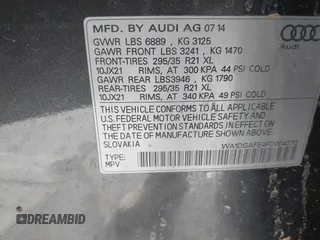 MFD. BY AUDI AG 07 14
GVWR LBS 6889 , KG 3125
GAWR FRONT LBS 3241 , KG 1470
FRONT-TIRES 295/35 R21 XL
10JX21 RIMS, AT 300 KPA 44 PSI COLD
GAWR REAR LBS3946 , KG 1790
REAR-TIRES 295/35 R21 XL
10JX21 RIMS, AT 340 KPA 49 PSI COLD
THIS VEHICLE CONFORMS TO ALL APPLICABLE
U.S. FEDERAL MOTOR VEHICLE SAFETY AND
THEFT PREVENTION STANDARDS
IN EFFECT ON THE DATE OF
MANUFACTURE SHOWN ABOVE.
SLOVAKIA
TYPE:
MPV
Audi
DREAMBID